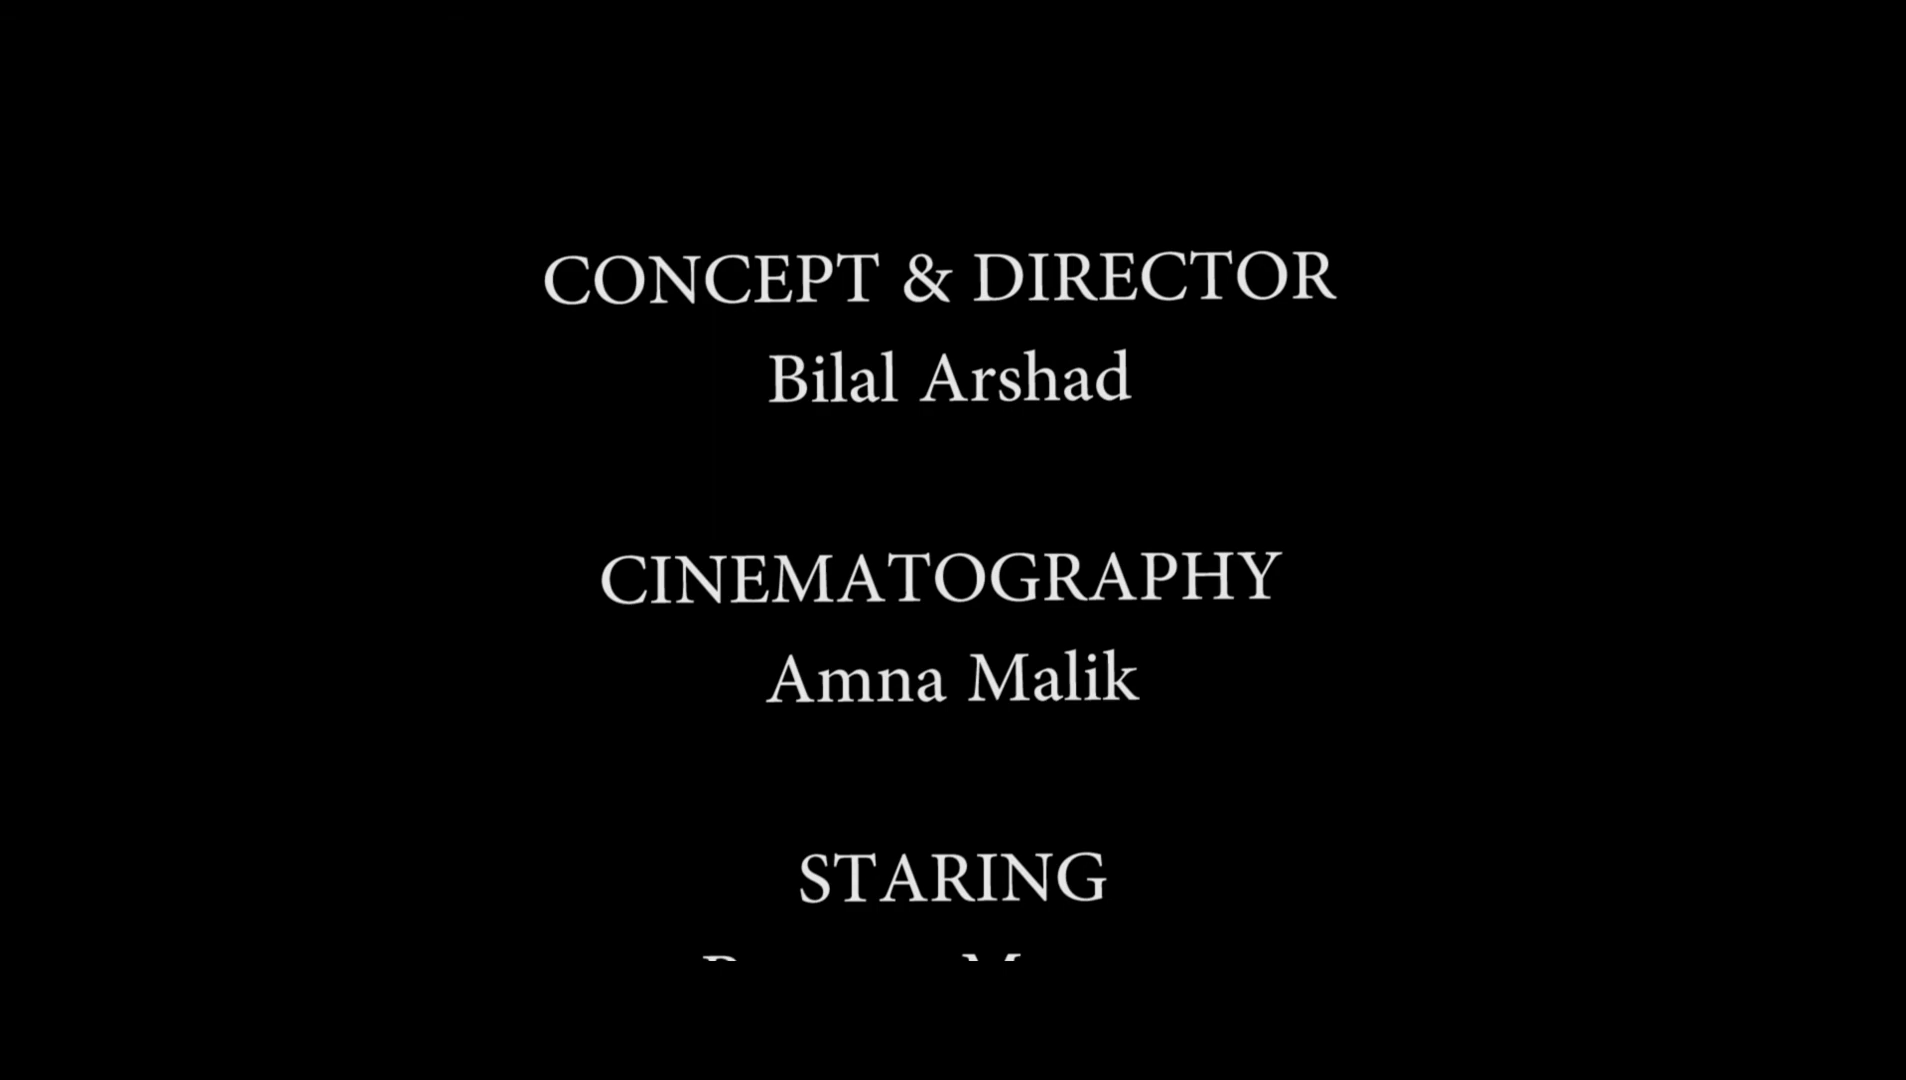 CONCEPT & DIRECTOR
Bilal Arshad
CINEMATOGRAPHY
Amna Malik
STARING